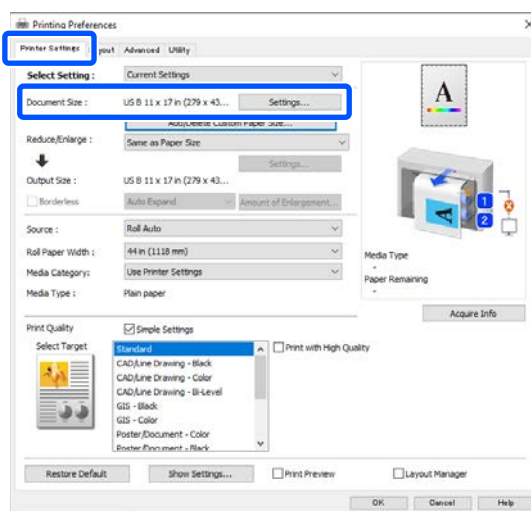 Printing Preferences
Printer Settings yout Advanced Utility
Select Setting : Current Settings
Document Size : US B 11 x 17 in (279 x 43... Settings...
Add/Delete Custom Paper Size...
Reduce/Enlarge : Same as Paper Size
Settings...
Output Size : US B 11 x 17 in (279 x 43...
Borderless Auto Expand Amount of Enlargement...
Source : Roll Auto
Roll Paper Width : 44 in (1118 mm)
Media Category: Use Printer Settings
Media Type : Plain paper
A
A
1
2
Media Type
-
Paper Remaining
-
Acquire Info
Print Quality Simple Settings
Select Target
Standard
CAD/Line Drawing - Black
CAD/Line Drawing - Color
CAD/Line Drawing - Bi-Level
GIS - Black
GIS - Color
Poster/Document - Color
Poster/Document - Black
Print with High Quality
Restore Default Show Settings... Print Preview Layout Manager
OK Cancel Help